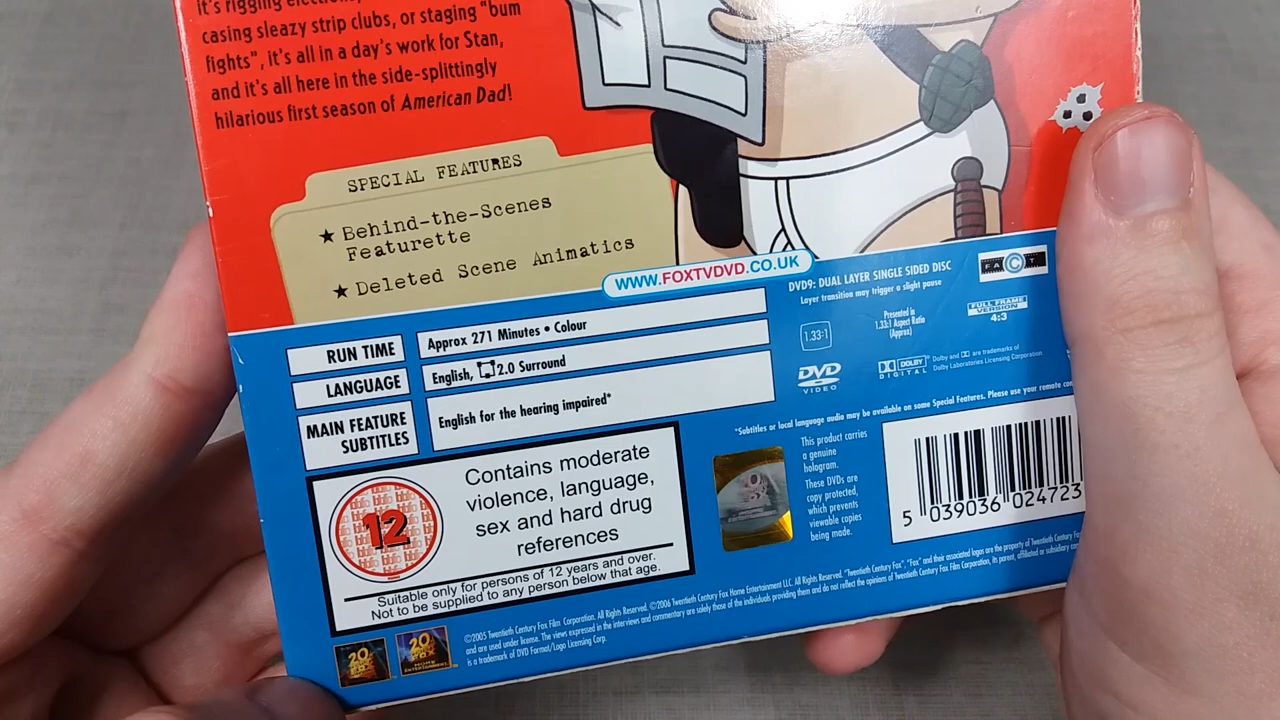 it's rigging
casing sleazy strip clubs, or staging "bum
fights", it's all in a day's work for Stan,
and it's all here in the side-splittingly
hilarious first season of American Dad!
SPECIAL FEATURES
★ Behind-the-Scenes
Featurette
★ Deleted Scene Animatics
WWW.FOXTVDVD.CO.UK
RUN TIME
Approx 271 Minutes • Colour
LANGUAGE
English, 2.0 Surround
MAIN FEATURE
SUBTITLES
English for the hearing impaired*
DVD9: DUAL LAYER SINGLE SIDED DISC
Layer transition may trigger a slight pause
FACT
1.33:1
Presented in
1.33:1 Aspect Ratio
(Approx)
FULL FRAME
VERSION
4:3
DVD
VIDEO
DOLBY
DIGITAL
Dolby and are trademarks of
Dolby Laboratories Licensing Corporation.
*Subtitles or local language audio may be available on some Special Features. Please use your remote
bbfc
12
Contains moderate
violence, language,
sex and hard drug
references
Suitable only for persons of 12 years and over.
Not to be supplied to any person below that age.
This product carries
a genuine
hologram.
These DVDs are
copy protected,
which prevents
viewable copies
being made.
5 039036 024723
20
FOX
20
FOX
HOME
ENTERTAINMENT
©2005 Twentieth Century Fox Film Corporation. All Rights Reserved. ©2006 Twentieth Century Fox Home Entertainment LLC. All Rights Reserved. "Twentieth Century Fox", "Fox" and their associated logos are the property of Twentieth Century
and are used under license. The views expressed in the interviews and commentary are solely those of the individuals providing them and do not reflect the opinions of Twentieth Century Fox Film Corporation, its parent, affiliated or subsidiary
is a trademark of DVD Format/Logo Licensing Corp.